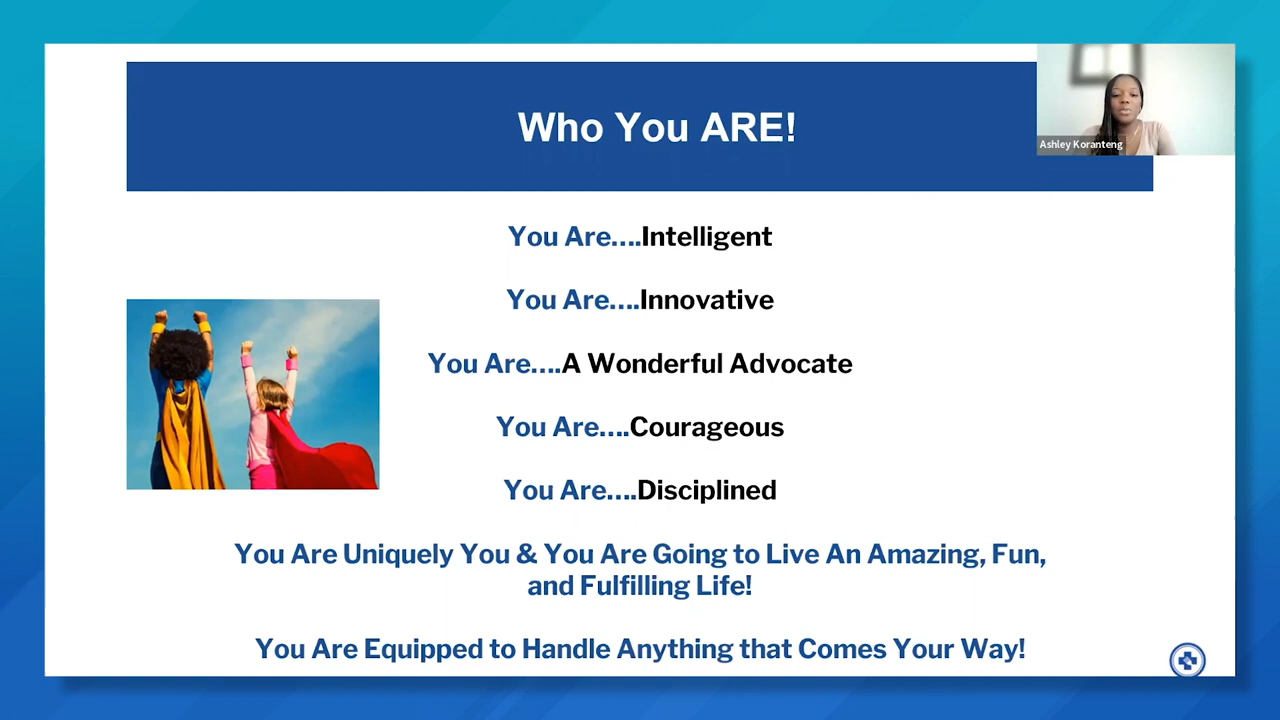 Who You ARE!
Ashley Koranteng
You Are....Intelligent
You Are....Innovative
You Are....A Wonderful Advocate
You Are....Courageous
You Are....Disciplined
You Are Uniquely You & You Are Going to Live An Amazing, Fun,
and Fulfilling Life!
You Are Equipped to Handle Anything that Comes Your Way!